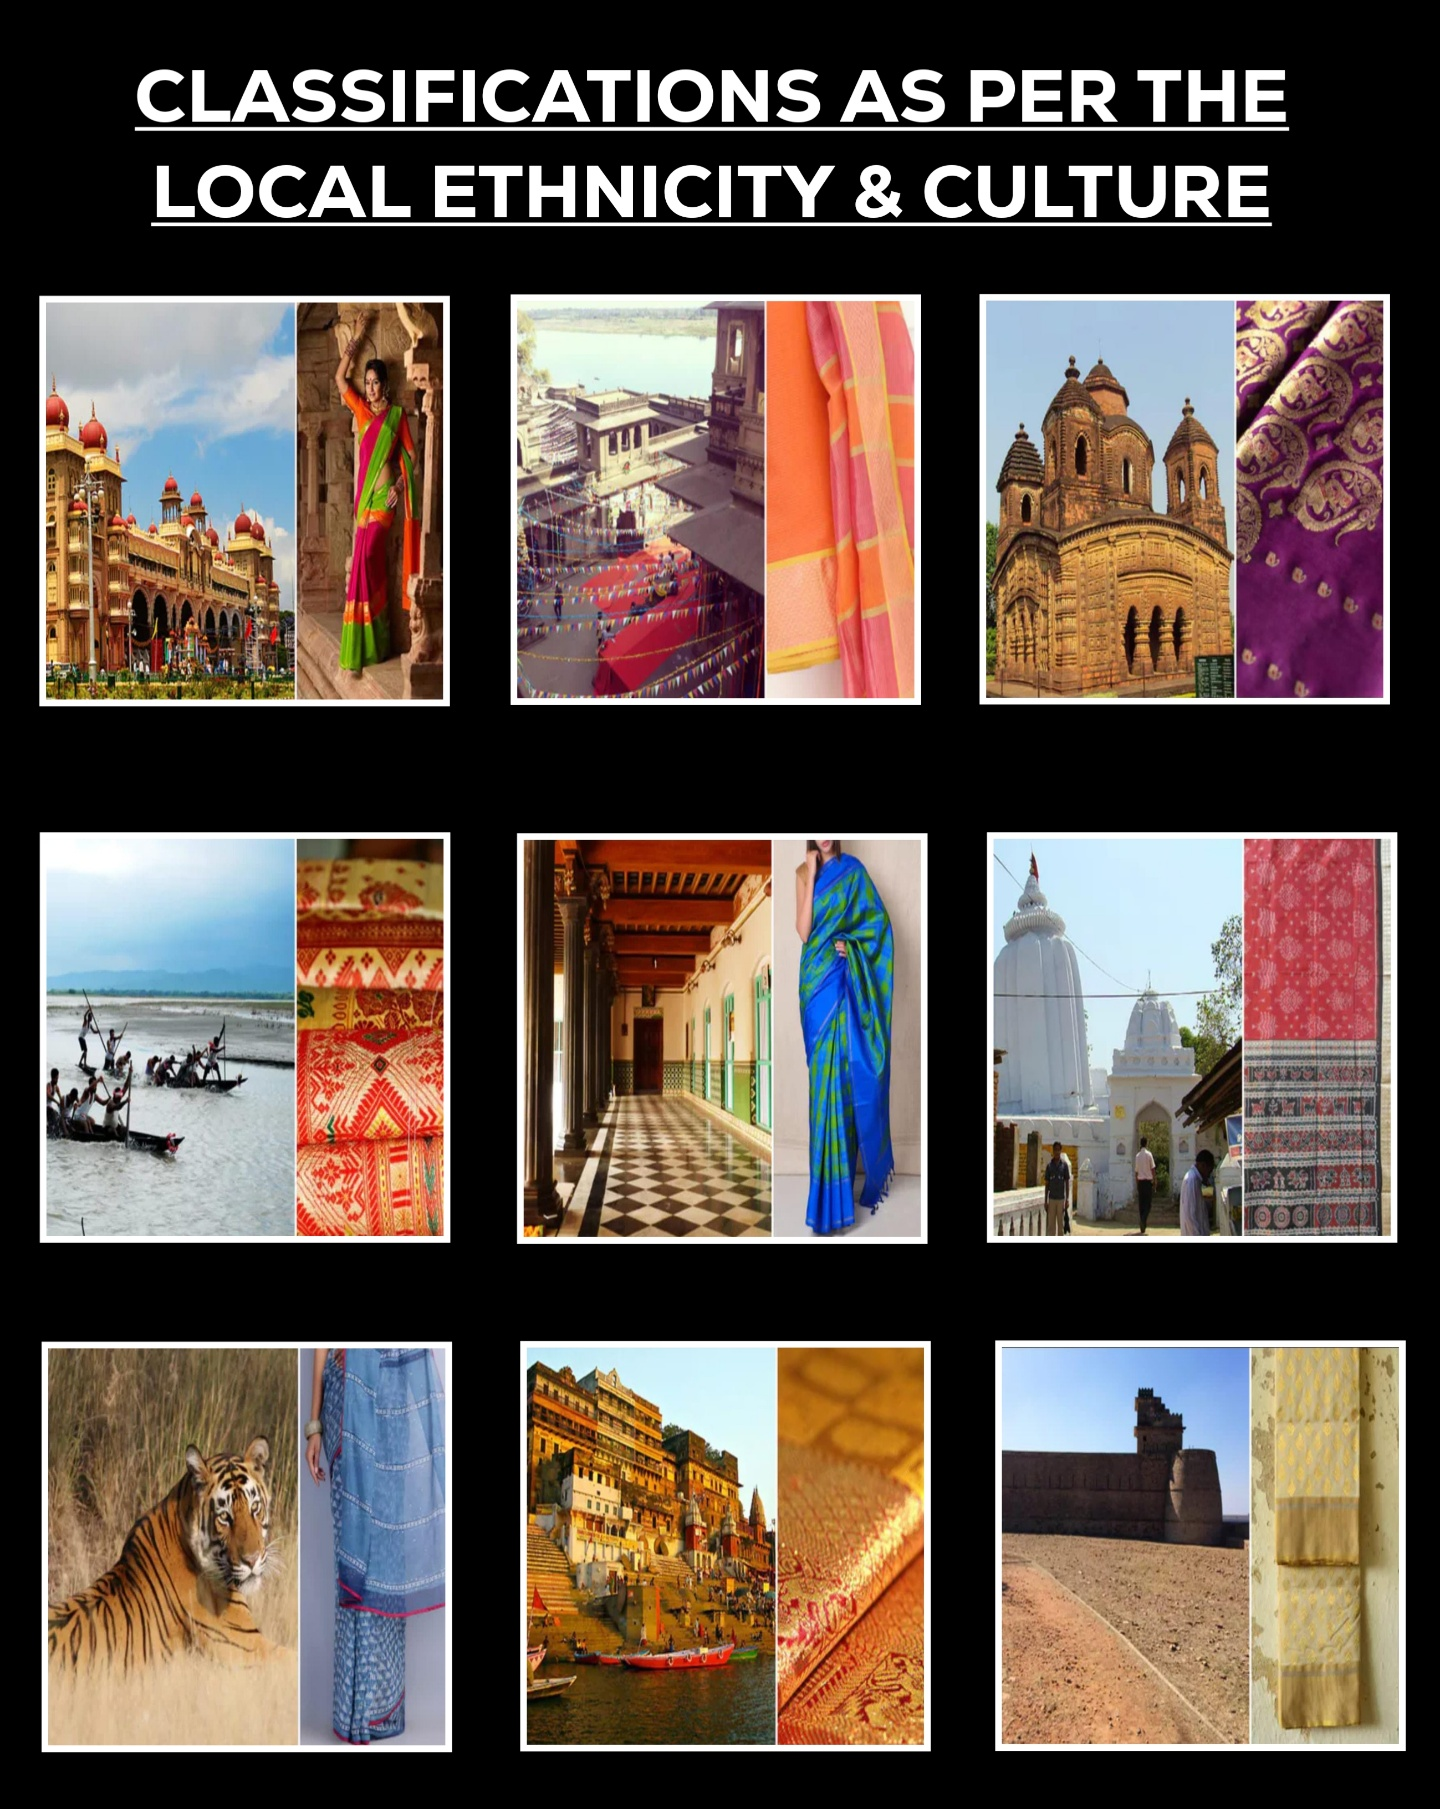 CLASSIFICATIONS AS PER THE
LOCAL ETHNICITY & CULTURE